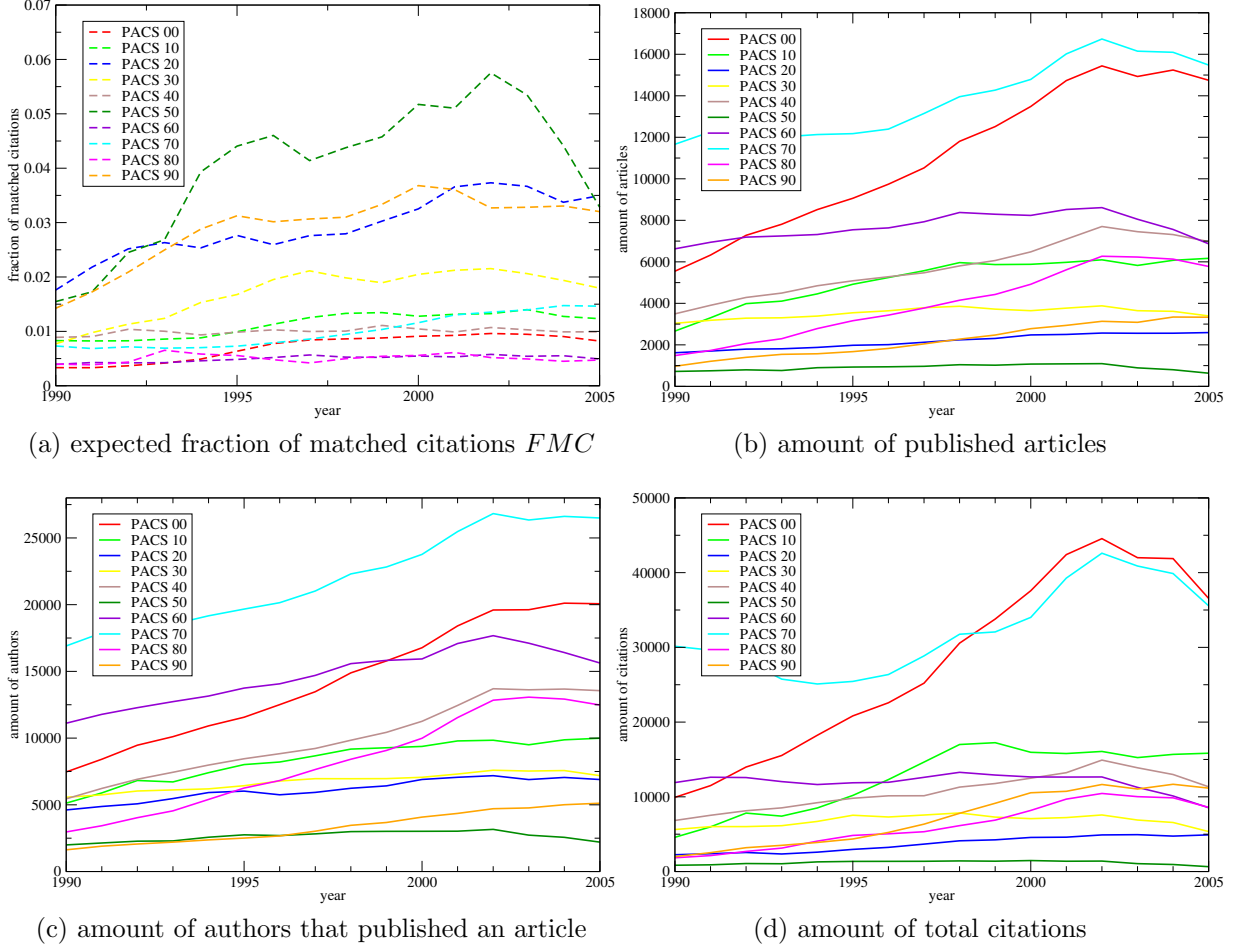 0.07
0.06
0.05
0.04
0.03
0.02
0.01
0
fraction of matched citations
PACS 00
PACS 10
PACS 20
PACS 30
PACS 40
PACS 50
PACS 60
PACS 70
PACS 80
PACS 90
1990 1995 2000 2005
year
(a) expected fraction of matched citations FMC
18000
16000
14000
12000
10000
8000
6000
4000
2000
0
amount of articles
PACS 00
PACS 10
PACS 20
PACS 30
PACS 40
PACS 50
PACS 60
PACS 70
PACS 80
PACS 90
1990 1995 2000 2005
year
(b) amount of published articles
25000
20000
15000
10000
5000
0
amount of authors
PACS 00
PACS 10
PACS 20
PACS 30
PACS 40
PACS 50
PACS 60
PACS 70
PACS 80
PACS 90
1990 1995 2000 2005
year
(c) amount of authors that published an article
50000
40000
30000
20000
10000
0
amount of citations
PACS 00
PACS 10
PACS 20
PACS 30
PACS 40
PACS 50
PACS 60
PACS 70
PACS 80
PACS 90
1990 1995 2000 2005
year
(d) amount of total citations